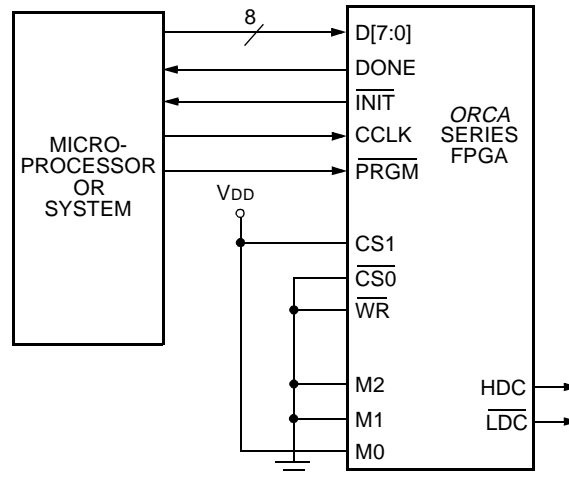 8
D[7:0]
DONE
INIT
CCLK
PRGM
MICRO-
PROCESSOR
OR
SYSTEM
ORCA
SERIES
FPGA
VDD
CS1
CS0
WR
M2
M1
M0
HDC
LDC